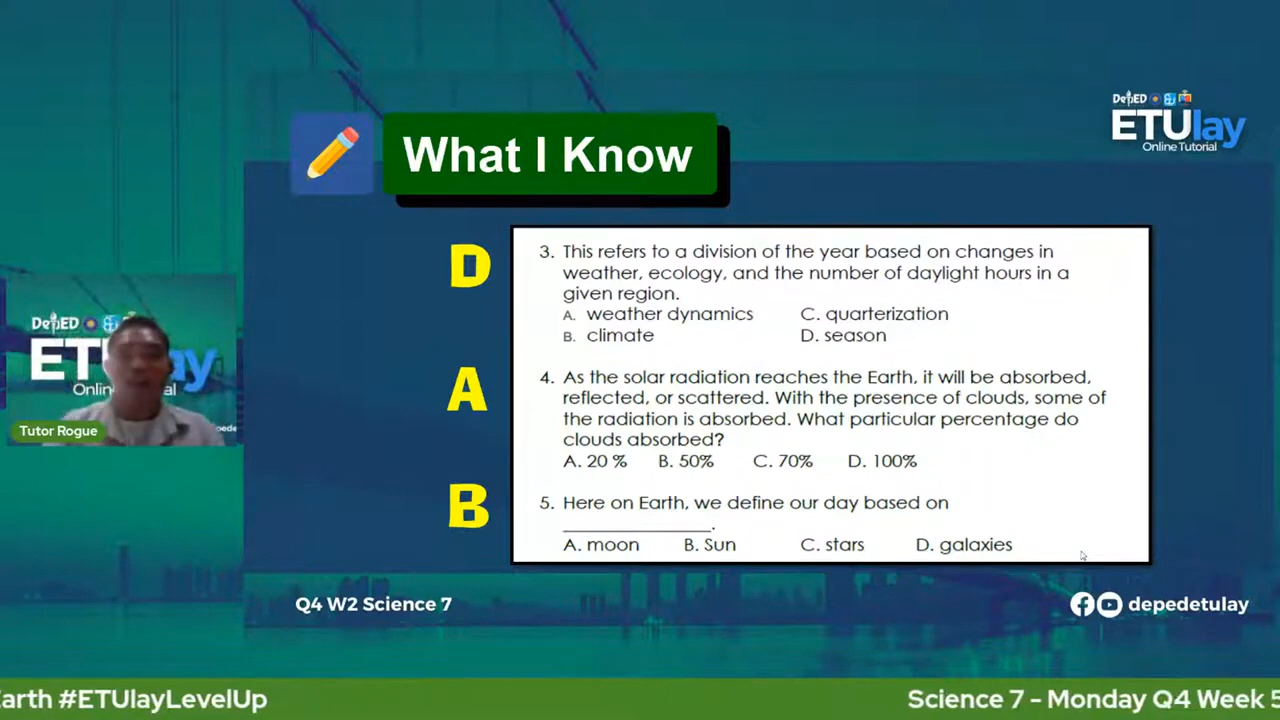 DepED
ETUlay
Online Tutorial
What I Know
D
3. This refers to a division of the year based on changes in
weather, ecology, and the number of daylight hours in a
given region.
A. weather dynamics C. quarterization
B. climate D. season
A
4. As the solar radiation reaches the Earth, it will be absorbed,
reflected, or scattered. With the presence of clouds, some of
the radiation is absorbed. What particular percentage do
clouds absorbed?
A. 20 % B. 50% C. 70% D. 100%
B
5. Here on Earth, we define our day based on
_______________.
A. moon B. Sun C. stars D. galaxies
DepED
ET ay
Onlin al
Tutor Rogue
Q4 W2 Science 7
depedetulay
arth #ETUlayLevelUp
Science 7 - Monday Q4 Week 5